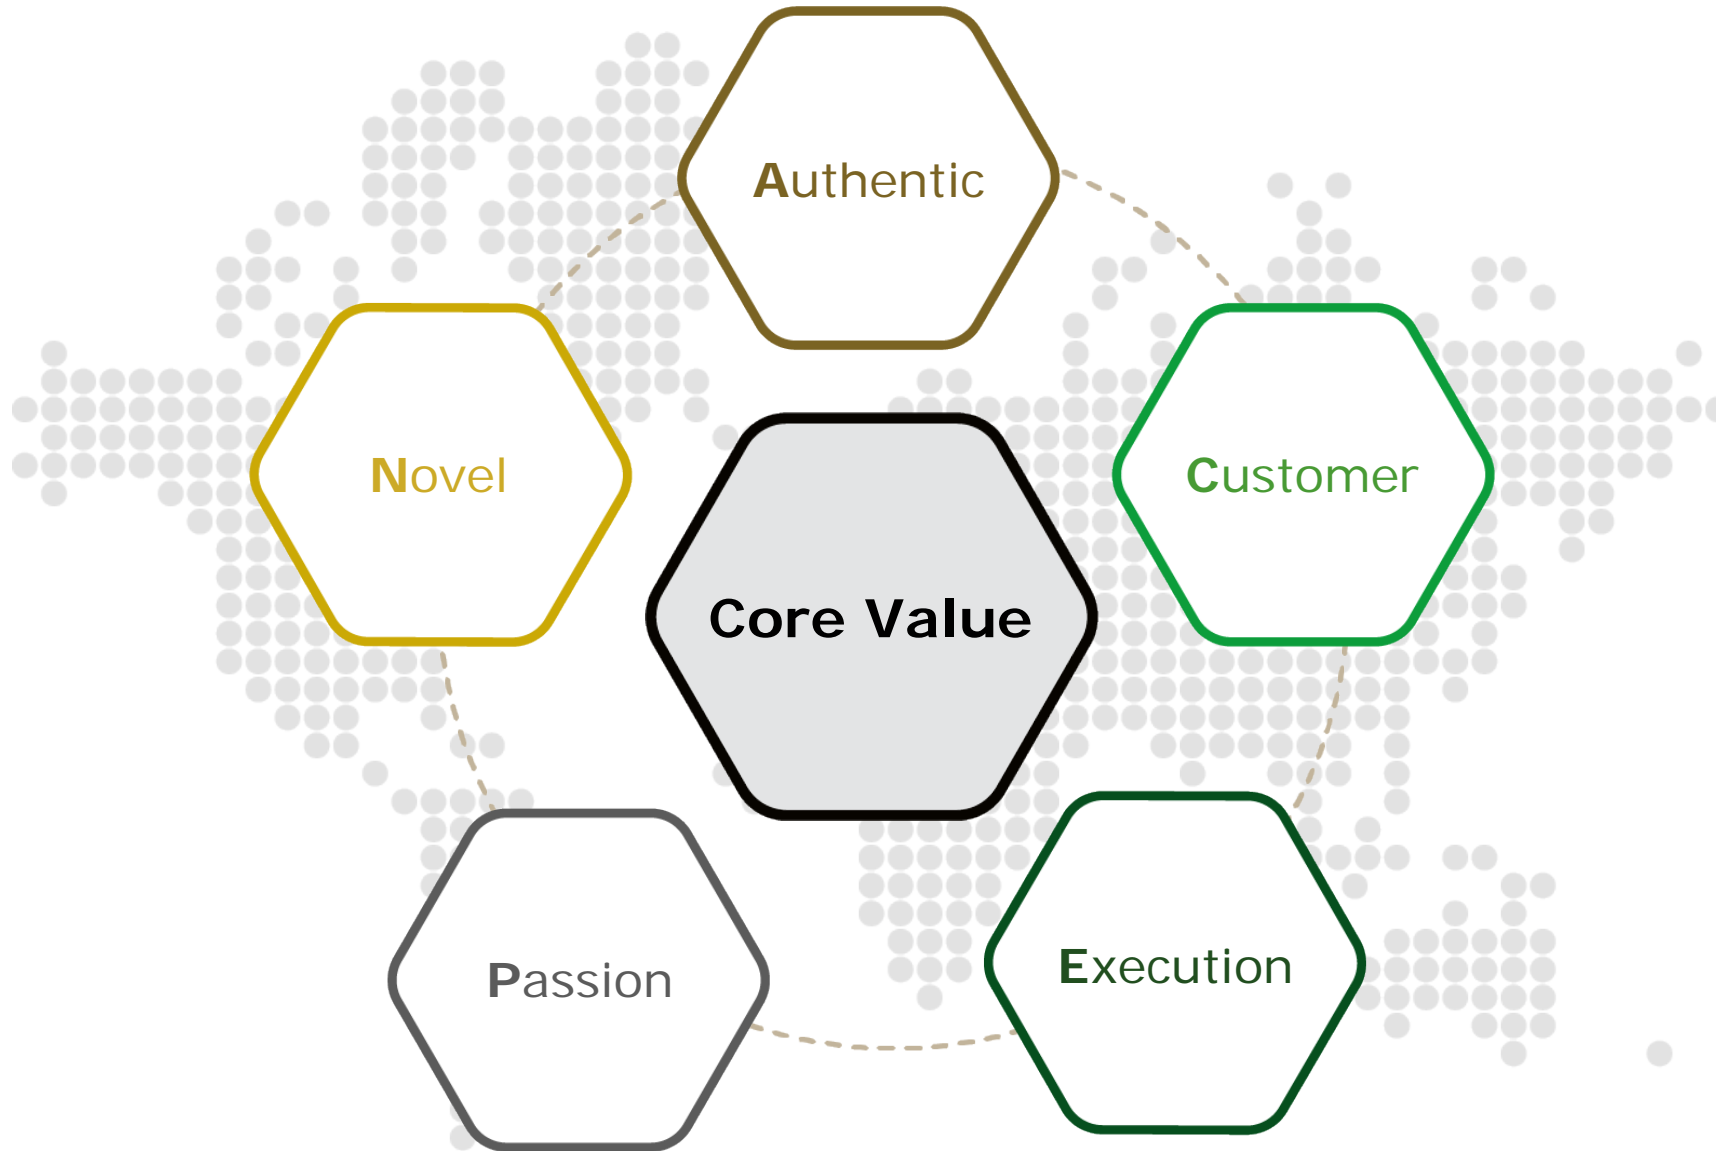 Authentic
Novel
Customer
Core Value
Passion
Execution